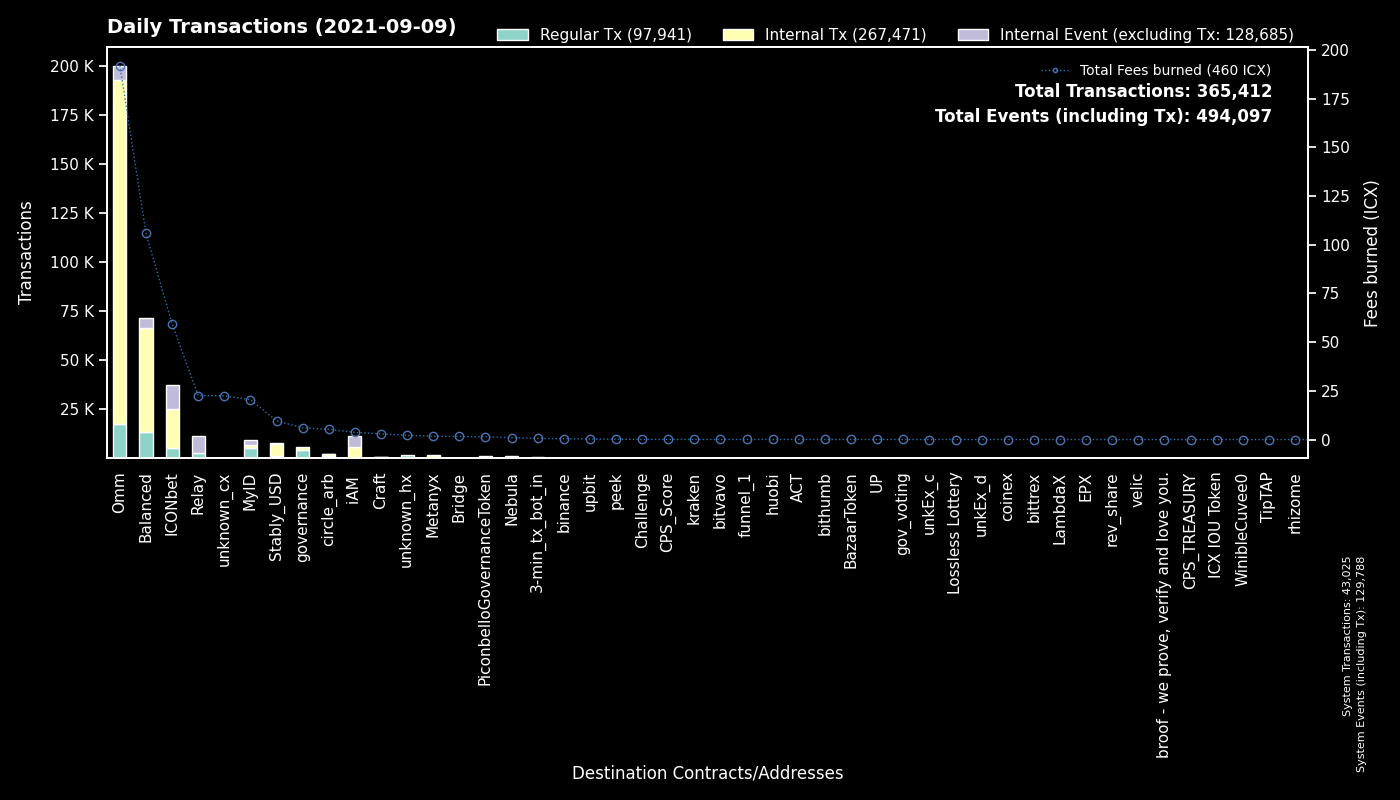 Daily Transactions (2021-09-09)
Regular Tx (97,941)
Internal Tx (267,471)
Internal Event (excluding Tx: 128,685)
Total Fees burned (460 ICX)
Total Transactions: 365,412
Total Events (including Tx): 494,097
Transactions
200 K
175 K
150 K
125 K
100 K
75 K
50 K
25 K
200
175
150
125
100
75
50
25
0
Fees burned (ICX)
Omm
Balanced
ICONbet
Relay
unknown_cx
MyID
Stably_USD
governance
circle_arb
iAM
Craft
unknown_hx
Metanyx
Bridge
PiconbelloGovernanceToken
Nebula
3-min_tx_bot_in
binance
upbit
peek
Challenge
CPS_Score
kraken
bitvavo
funnel_1
huobi
ACT
bithumb
BazaarToken
UP
gov_voting
unkEx_c
Lossless Lottery
unkEx_d
coinex
bittrex
LambdaX
EPX
rev_share
velic
broof - we prove, verify and love you.
CPS_TREASURY
ICX IOU Token
WinibleCuvee0
TipTAP
rhizome
Destination Contracts/Addresses
System Transactions: 43,025
System Events (including Tx): 129,788